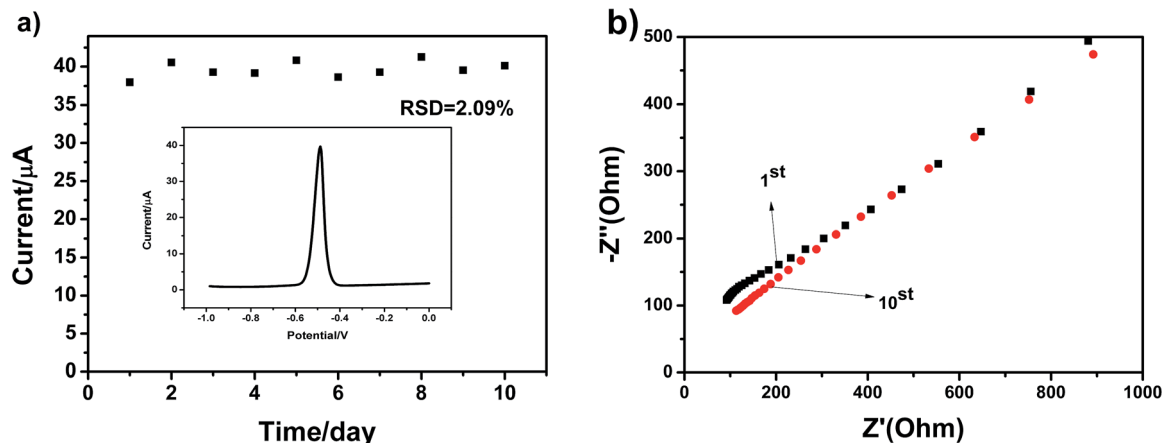 a)
40
35
30
25
20
15
10
5
0
Current/μA
RSD=2.09%
40
30
20
10
0
Current/μA
-1.0 -0.8 -0.6 -0.4 -0.2 0.0
Potential/V
0 2 4 6 8 10
Time/day
b)
500
400
300
200
100
0
-Z''(Ohm)
1st
10st
0 200 400 600 800 1000
Z'(Ohm)